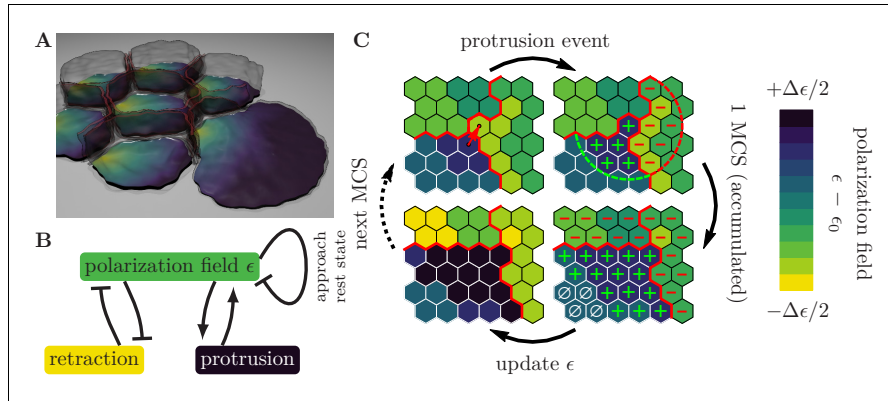 A
B
polarization field ϵ
approach
rest state
retraction
protrusion
C
protrusion event
1 MCS (accumulated)
update ϵ
next MCS
+ + + + +
− − − − − − −
− − − −
− − − − − −
+ + + + +
+ + + + +
∅ ∅ + + +
∅ ∅ + + + +
∅ ∅ + +
+Δϵ/2
−Δϵ/2
polarization field
ϵ − ϵ₀